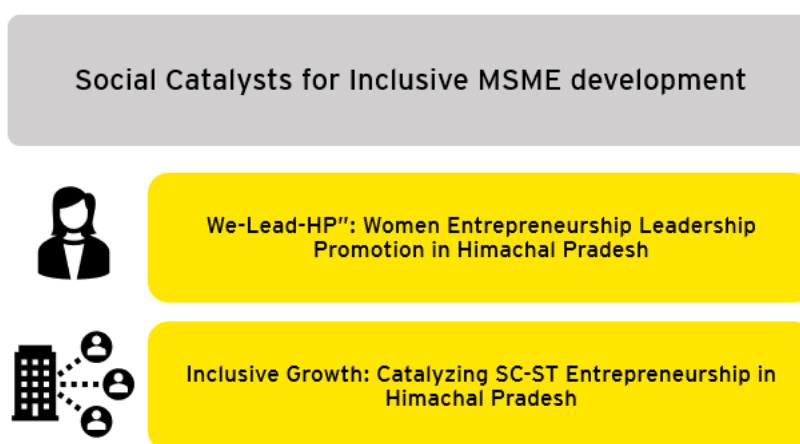 Social Catalysts for Inclusive MSME development
We-Lead-HP”: Women Entrepreneurship Leadership
Promotion in Himachal Pradesh
Inclusive Growth: Catalyzing SC-ST Entrepreneurship in
Himachal Pradesh